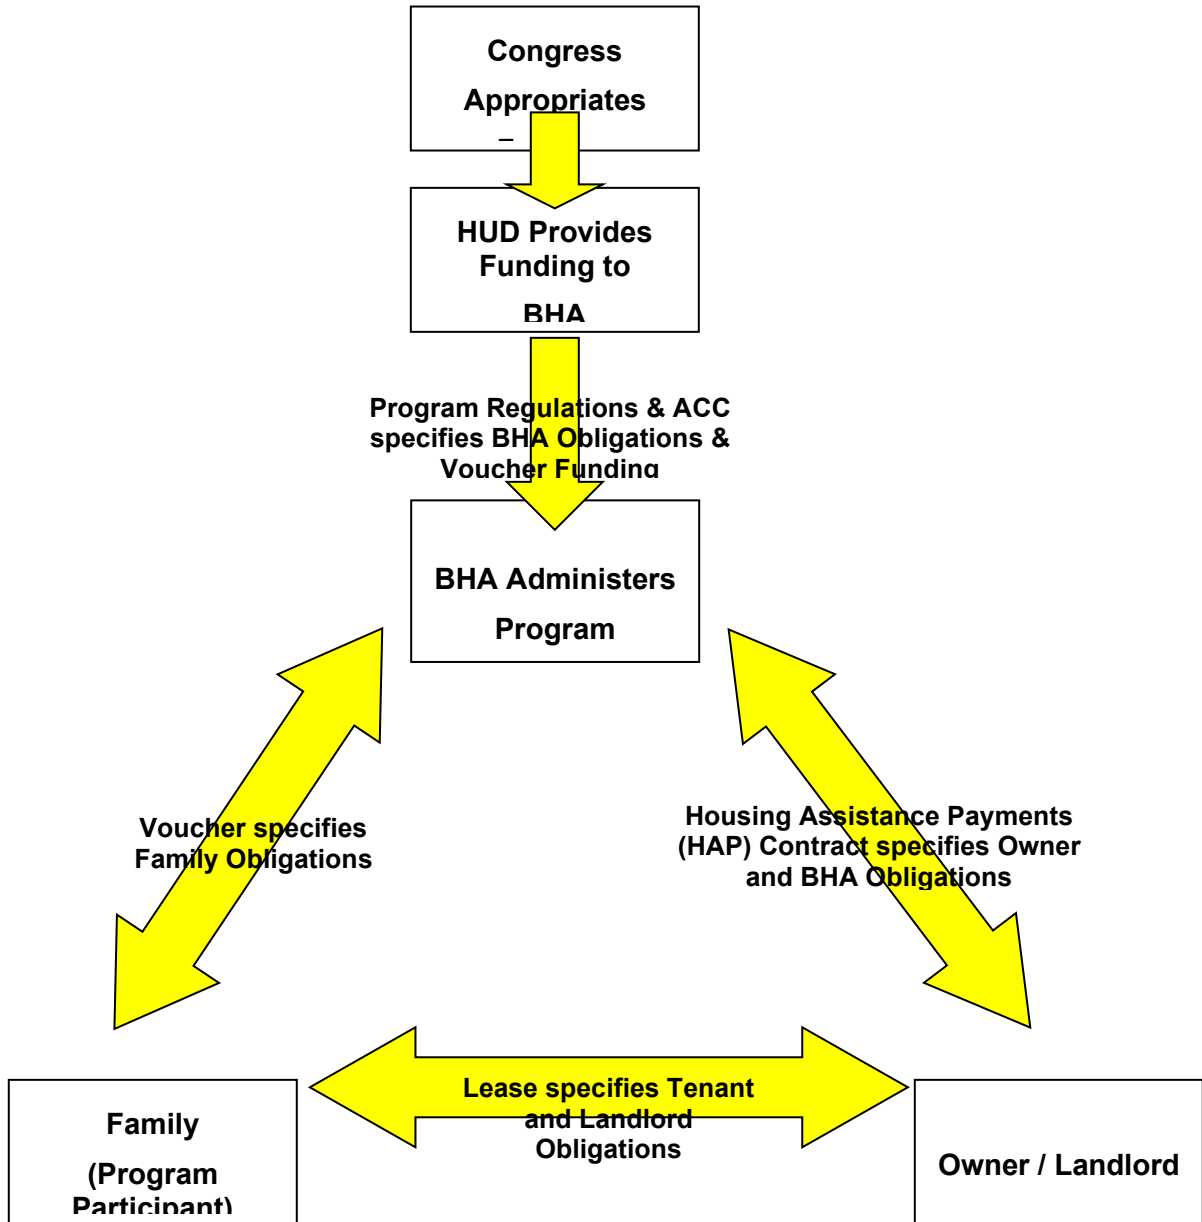 Congress
Appropriates
HUD Provides
Funding to
BHA
Program Regulations & ACC
specifies BHA Obligations &
Voucher Funding
BHA Administers
Program
Voucher specifies
Family Obligations
Housing Assistance Payments
(HAP) Contract specifies Owner
and BHA Obligations
Lease specifies Tenant
and Landlord
Obligations
Family
(Program
Participant)
Owner / Landlord